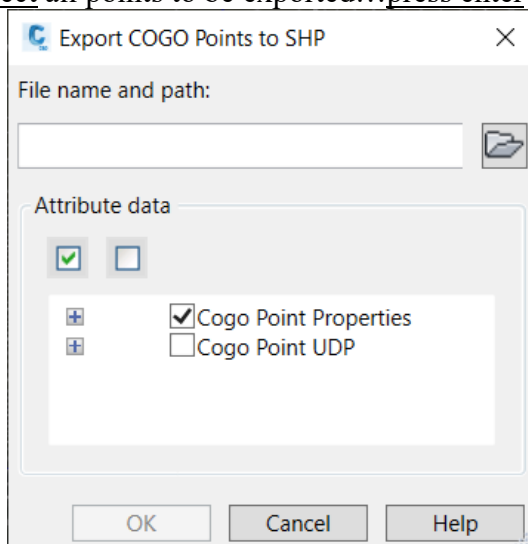 all points to be exported…press enter
Export COGO Points to SHP
File name and path:
Attribute data
Cogo Point Properties
Cogo Point UDP
OK
Cancel
Help